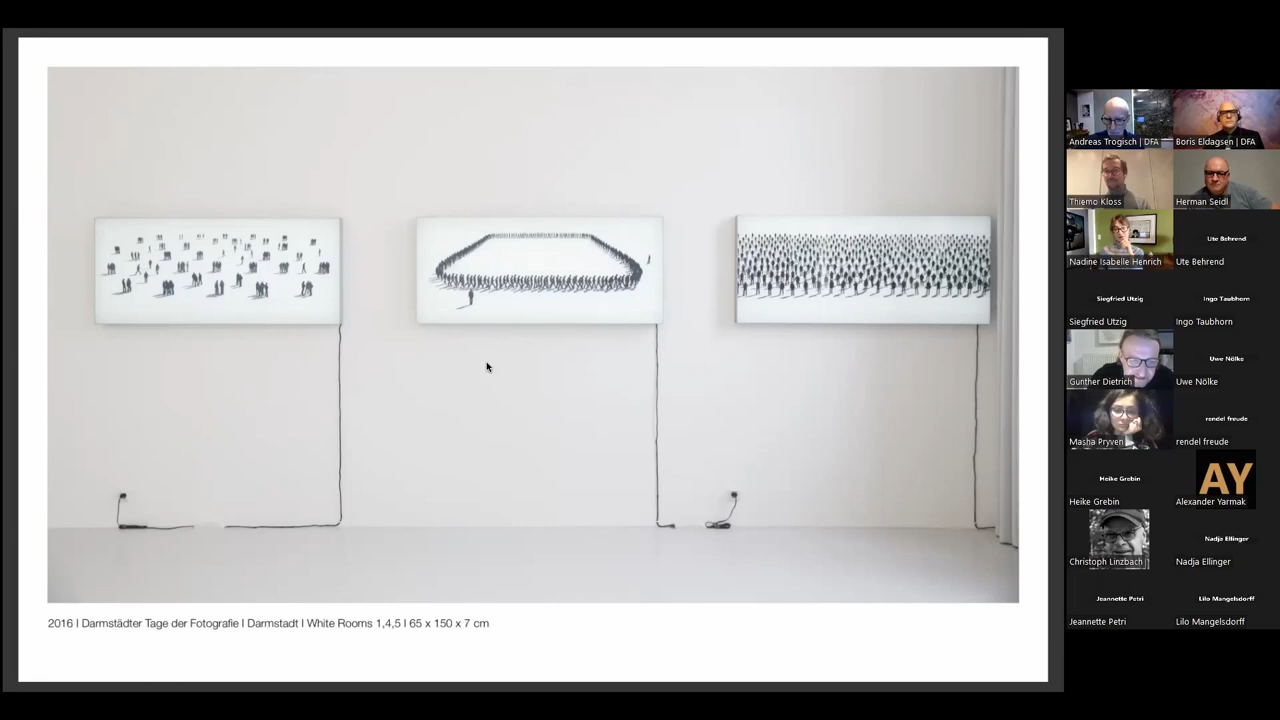 2016 I Darmstädter Tage der Fotografie I Darmstadt I White Rooms 1,4,5 I 65 x 150 x 7 cm
Andreas Trogisch | DFA
Boris Eldagsen | DFA
Thiemo Kloss
Herman Seidl
Nadine Isabelle Henrich
Ute Behrend
Ute Behrend
Siegfried Utzig
Siegfried Utzig
Ingo Taubhorn
Ingo Taubhorn
Gunther Dietrich
Uwe Nölke
Uwe Nölke
Masha Pryven
rendel freude
rendel freude
Heike Grebin
Heike Grebin
AY
Alexander Yarmak
Christoph Linzbach
Nadja Ellinger
Nadja Ellinger
Jeannette Petri
Jeannette Petri
Lilo Mangelsdorff
Lilo Mangelsdorff